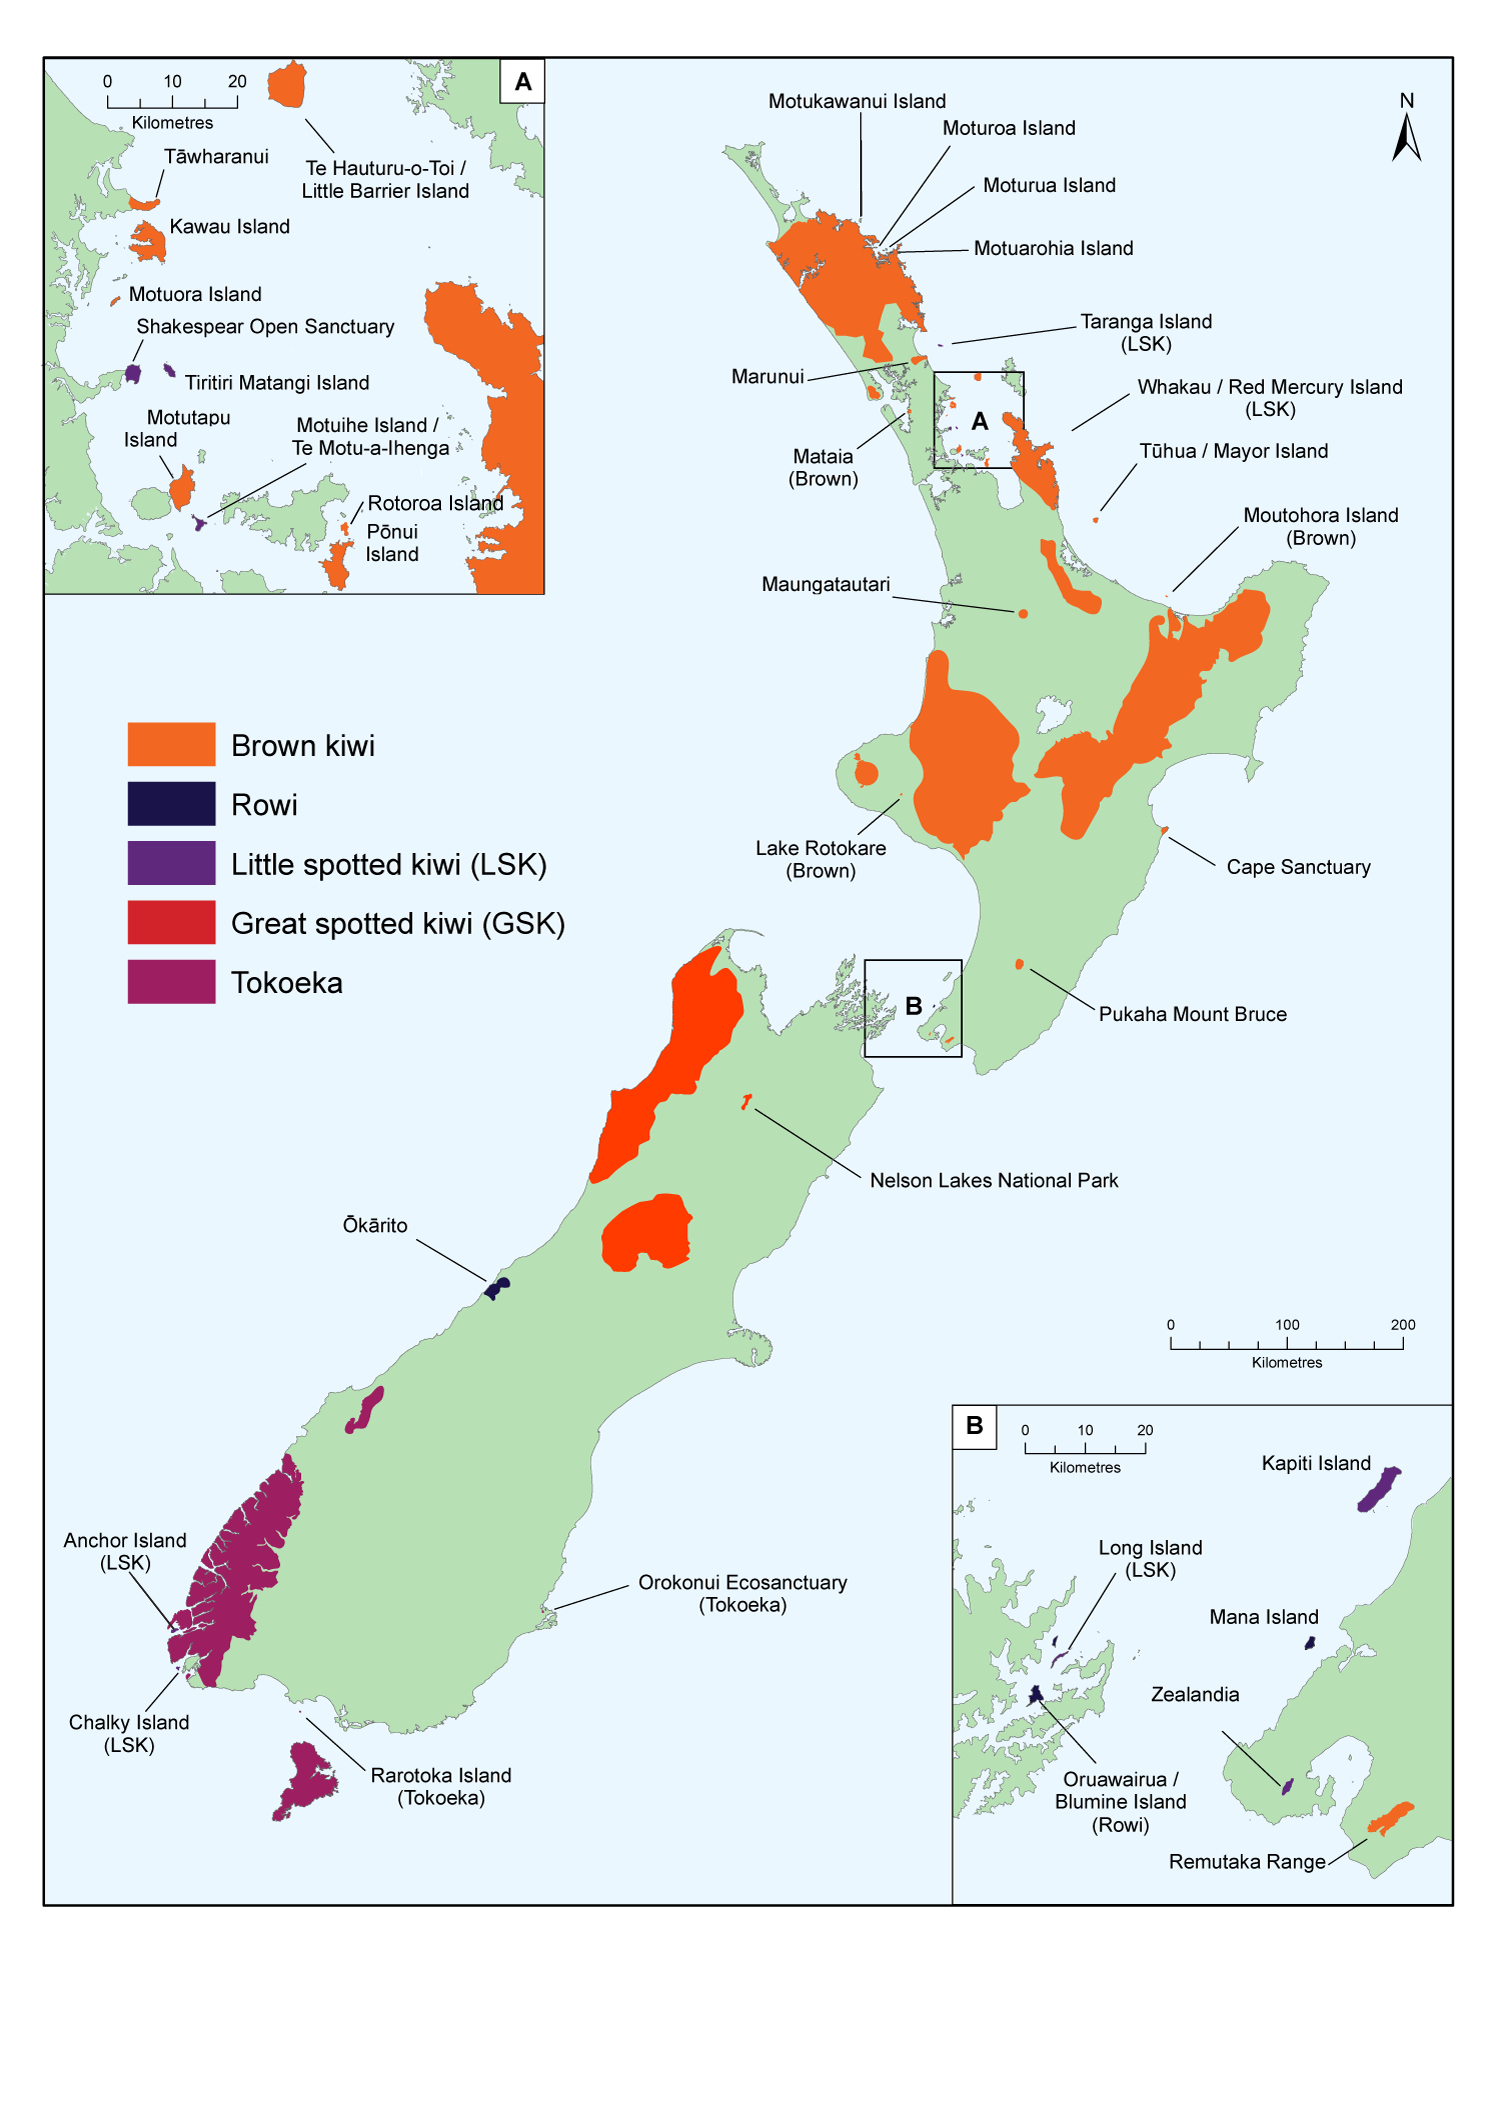 A
0 10 20
Kilometres
Tāwharanui
Te Hauturu-o-Toi /
Little Barrier Island
Kawau Island
Motuora Island
Shakespear Open Sanctuary
Tiritiri Matangi Island
Motutapu
Island
Motuihe Island /
Te Motu-a-Ihenga
Rotoroa Island
Pōnui
Island
Motukawanui Island
Moturoa Island
Moturua Island
Motuarohia Island
N
Taranga Island
(LSK)
Marunui
Whakau / Red Mercury Island
(LSK)
A
Mataia
(Brown)
Tūhua / Mayor Island
Moutohora Island
(Brown)
Maungatautari
Brown kiwi
Rowi
Little spotted kiwi (LSK)
Great spotted kiwi (GSK)
Tokoeka
Lake Rotokare
(Brown)
Cape Sanctuary
B
Pukaha Mount Bruce
Nelson Lakes National Park
Ōkārito
0 100 200
Kilometres
Anchor Island
(LSK)
Orokonui Ecosanctuary
(Tokoeka)
Chalky Island
(LSK)
Rarotoka Island
(Tokoeka)
B
0 10 20
Kilometres
Kapiti Island
Long Island
(LSK)
Mana Island
Zealandia
Oruawairua /
Blumine Island
(Rowi)
Remutaka Range